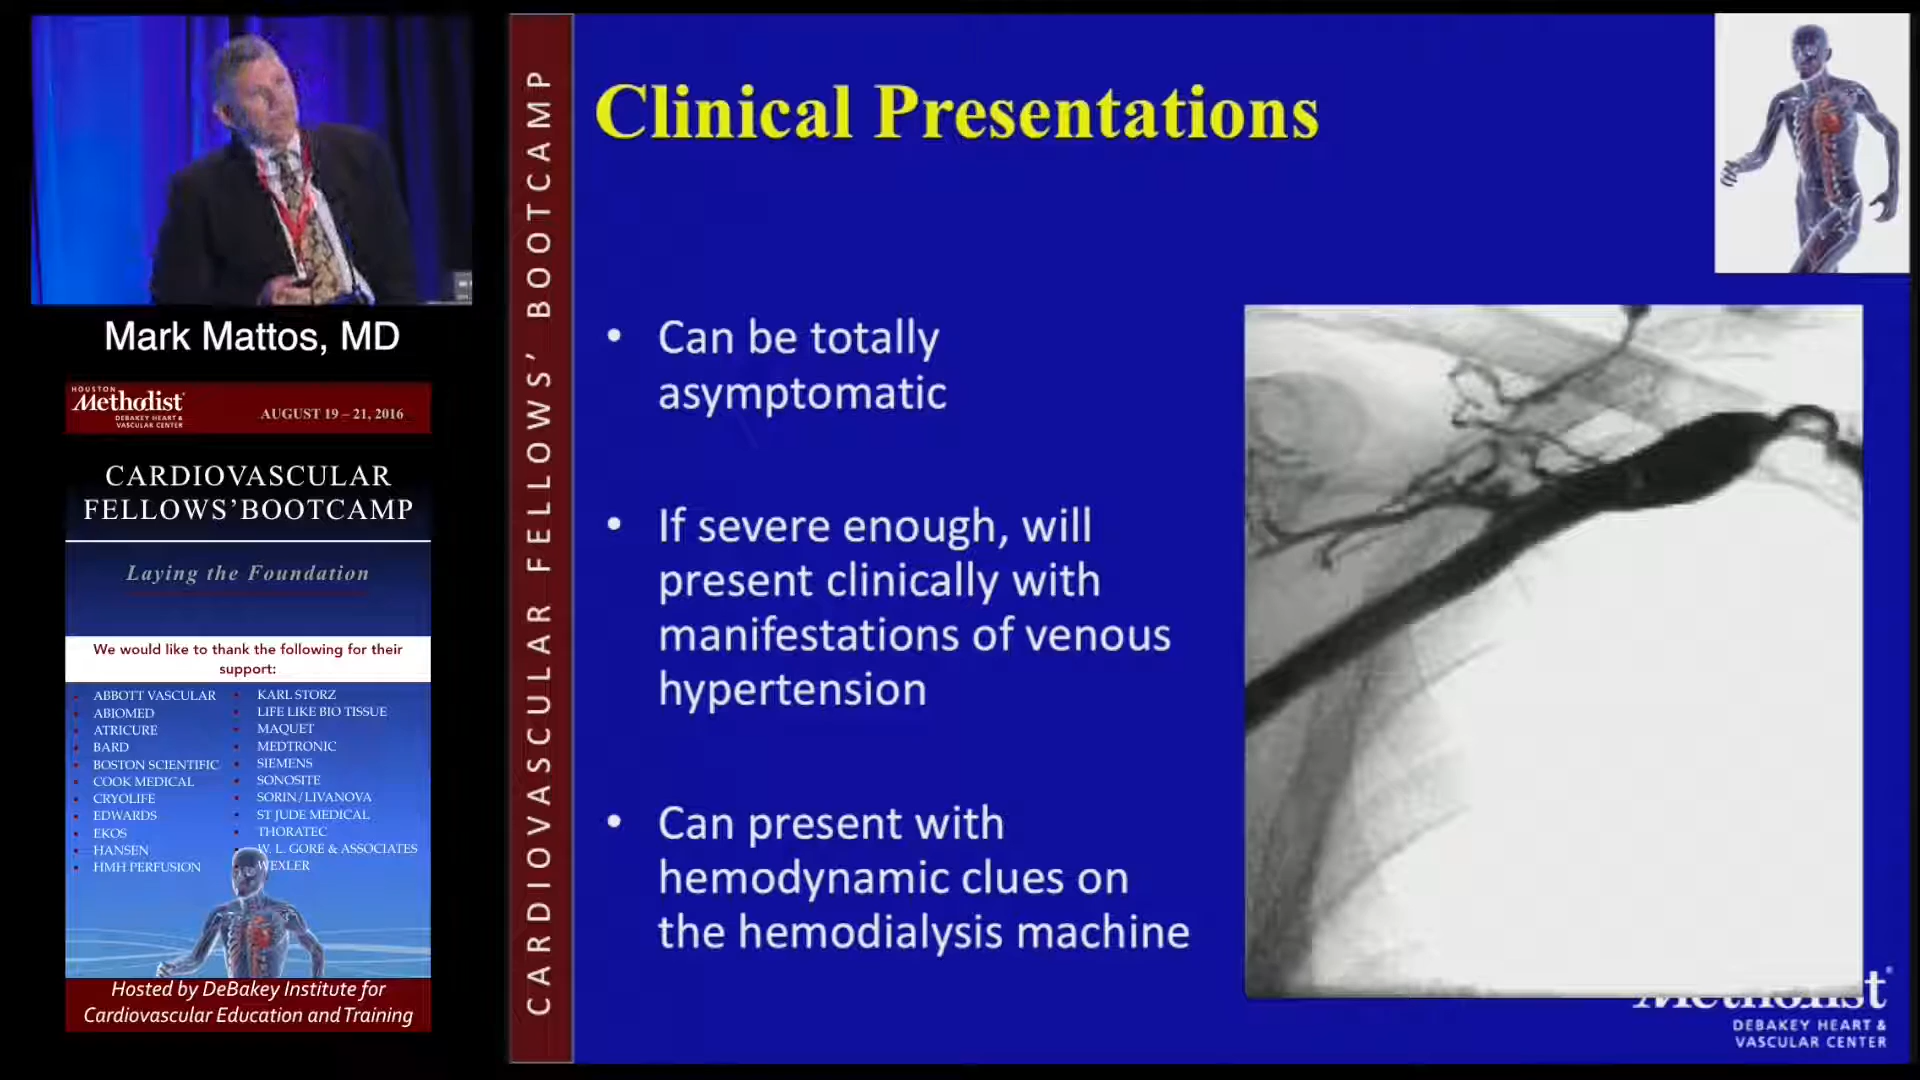 Mark Mattos, MD
HOUSTON
Methodist
DEBAKEY HEART &
VASCULAR CENTER
AUGUST 19 – 21, 2016
CARDIOVASCULAR
FELLOWS'BOOTCAMP
Laying the Foundation
We would like to thank the following for their
support:
• ABBOTT VASCULAR
• ABIOMED
• ATRICURE
• BARD
• BOSTON SCIENTIFIC
• COOK MEDICAL
• CRYOLIFE
• EDWARDS
• EKOS
• HANSEN
• HMH PERFUSION
• KARL STORZ
• LIFE LIKE BIO TISSUE
• MAQUET
• MEDTRONIC
• SIEMENS
• SONOSITE
• SORIN/LIVANOVA
• ST JUDE MEDICAL
• THORATEC
• W. L. GORE & ASSOCIATES
WEXLER
Hosted by DeBakey Institute for
Cardiovascular Education and Training
CARDIOVASCULAR FELLOWS' BOOTCAMP
Clinical Presentations
• Can be totally
asymptomatic
• If severe enough, will
present clinically with
manifestations of venous
hypertension
• Can present with
hemodynamic clues on
the hemodialysis machine
Methodist
DEBAKEY HEART &
VASCULAR CENTER